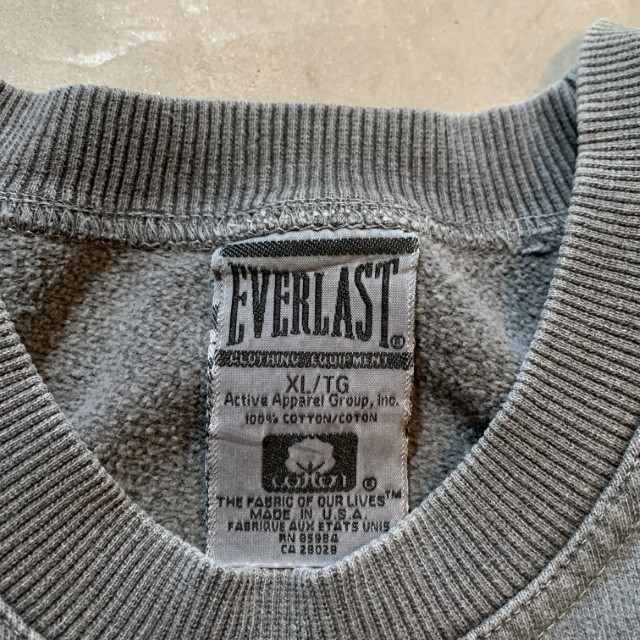 EVERLAST®
CLOTHING EQUIPMENT
XL/TG
Active Apparel Group, Inc.
100% COTTON/COTON
cotton®
THE FABRIC OF OUR LIVES™
MADE IN U.S.A
FABRIQUE AUX ETATS UNIS
RN 85984
CA 28028